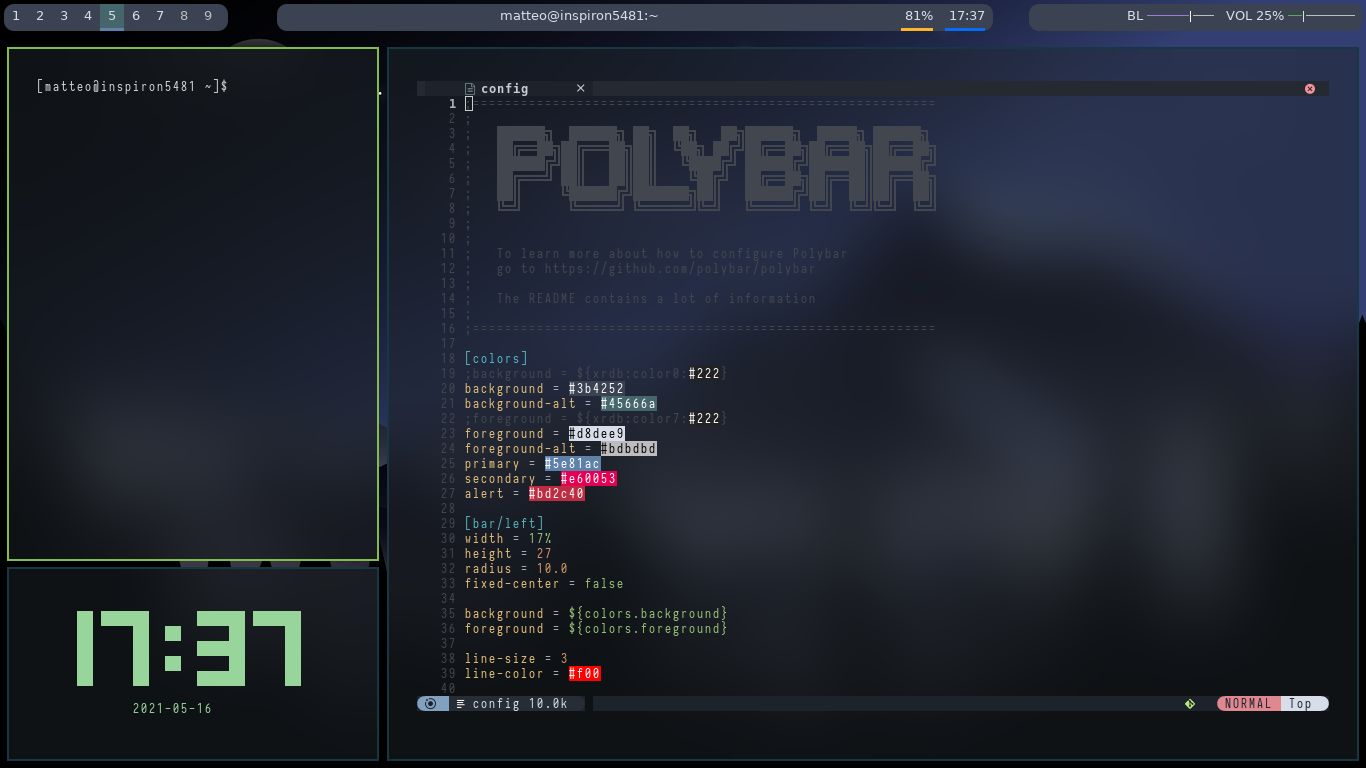 1 2 3 4 5 6 7 8 9 matteo@inspiron5481:~ 81% 17:37 BL VOL 25%
[matteo@inspiron5481 ~]$
config ×
1 ;==========================================================
2 ;
3 ;
4 ;
5 ; POLYBAR
6 ;
7 ;
8 ;
9 ;
10 ;
11 ; To learn more about how to configure Polybar
12 ; go to https://github.com/polybar/polybar
13 ;
14 ; The README contains a lot of information
15 ;
16 ;==========================================================
17
18 [colors]
19 ;background = ${xrdb:color0:#222}
20 background = #3b4252
21 background-alt = #45666a
22 ;foreground = ${xrdb:color7:#222}
23 foreground = #d8dee9
24 foreground-alt = #bdbdbd
25 primary = #5e81ac
26 secondary = #e60053
27 alert = #bd2c40
28
29 [bar/left]
30 width = 17%
31 height = 27
32 radius = 10.0
33 fixed-center = false
34
35 background = ${colors.background}
36 foreground = ${colors.foreground}
37
38 line-size = 3
39 line-color = #f00
40
config 10.0k NORMAL Top
17:37
2021-05-16